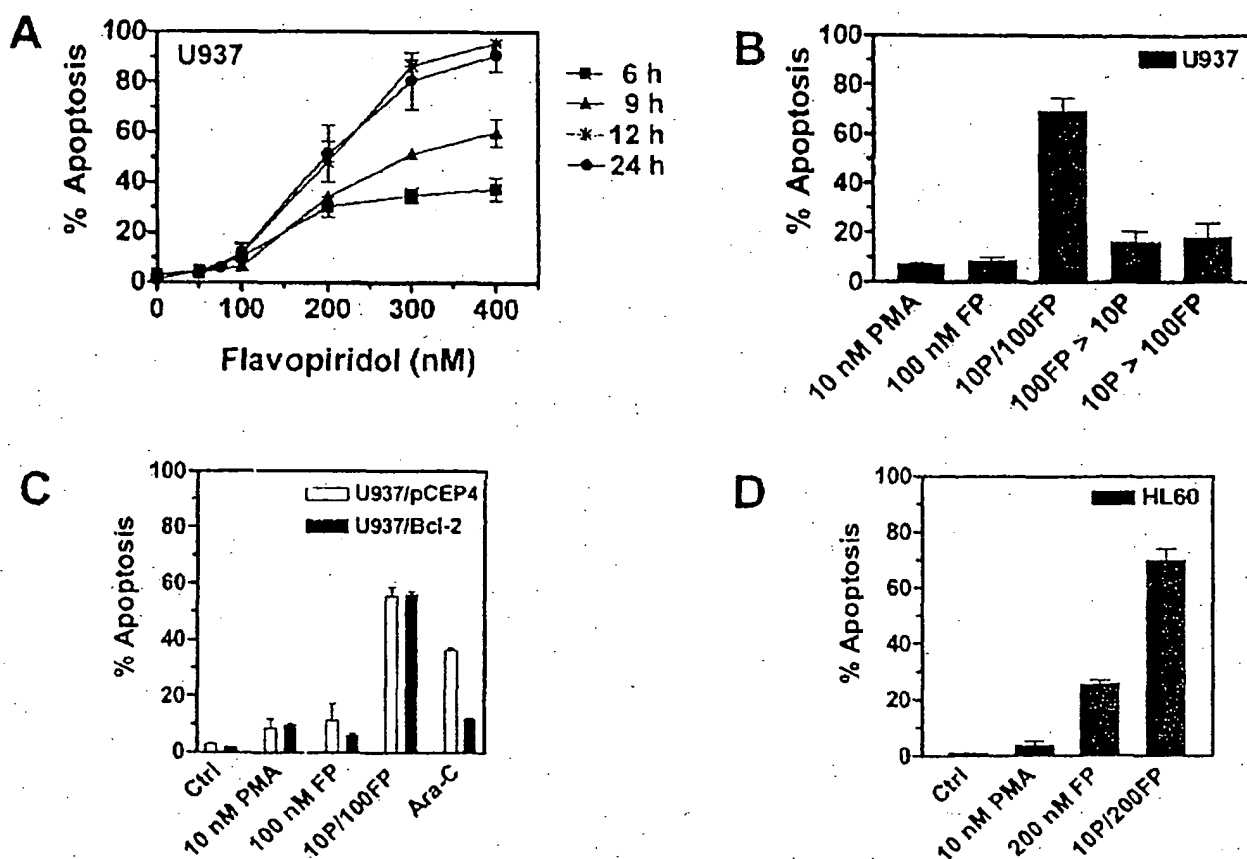 A
U937
100
80
60
40
20
0
% Apoptosis
0 100 200 300 400
Flavopiridol (nM)
6 h
9 h
12 h
24 h
B
U937
100
80
60
40
20
0
% Apoptosis
10 nM PMA
100 nM FP
10P/100FP
100FP > 10P
10P > 100FP
C
U937/pCEP4
U937/Bcl-2
100
80
60
40
20
0
% Apoptosis
Ctrl
10 nM PMA
100 nM FP
10P/100FP
Ara-C
D
HL60
100
80
60
40
20
0
% Apoptosis
Ctrl
10 nM PMA
200 nM FP
10P/200FP